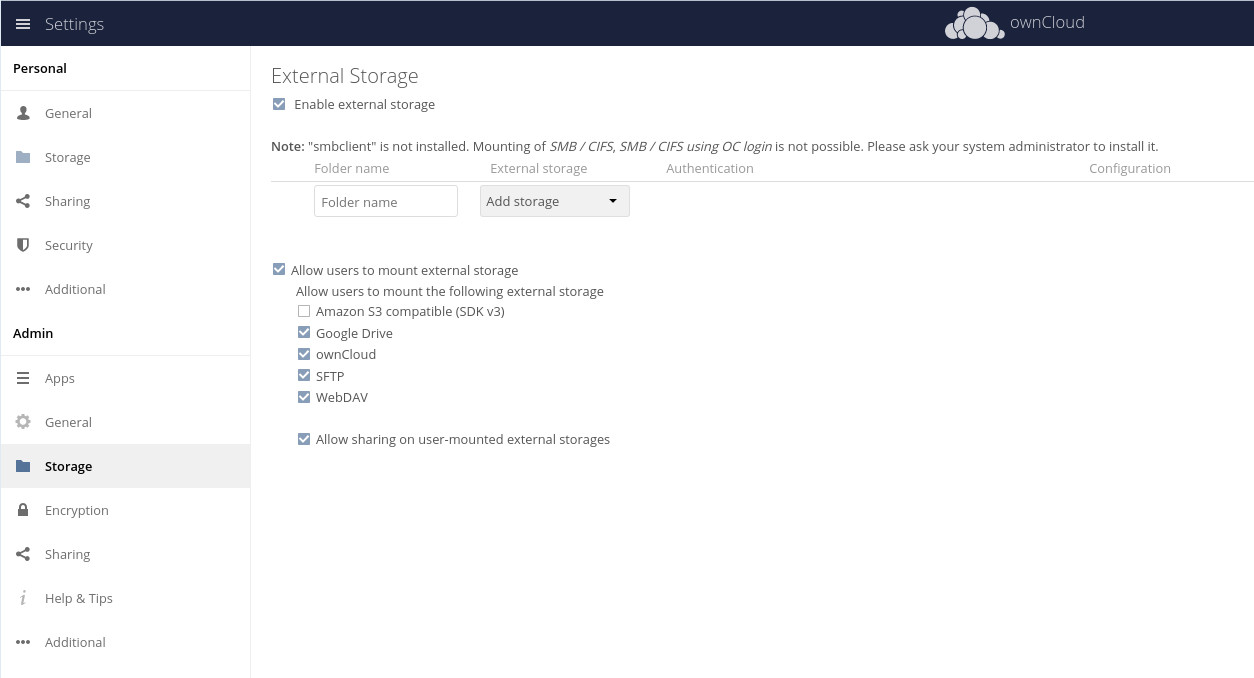 Settings
ownCloud
Personal
General
Storage
Sharing
Security
Additional
Admin
Apps
General
Storage
Encryption
Sharing
Help & Tips
Additional
External Storage
Enable external storage
Note: "smbclient" is not installed. Mounting of SMB / CIFS, SMB / CIFS using OC login is not possible. Please ask your system administrator to install it.
Folder name External storage Authentication Configuration
Folder name Add storage
Allow users to mount external storage
Allow users to mount the following external storage
Amazon S3 compatible (SDK v3)
Google Drive
ownCloud
SFTP
WebDAV
Allow sharing on user-mounted external storages